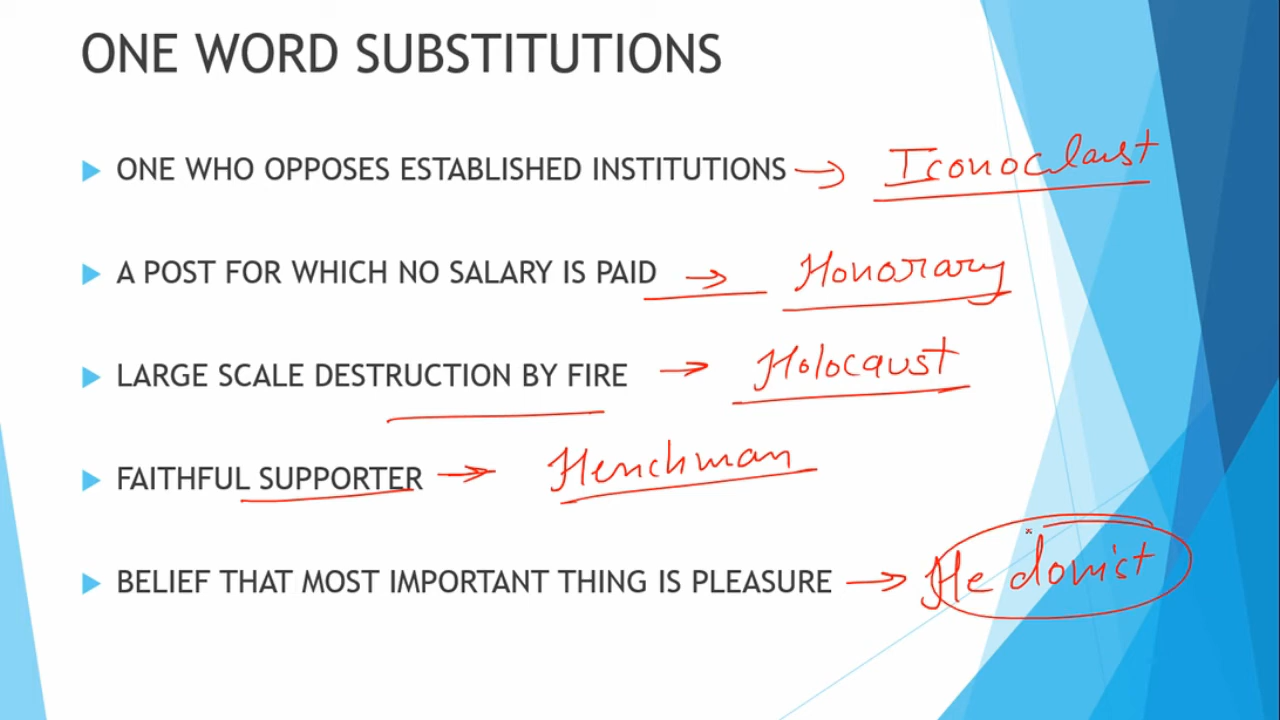 ONE WORD SUBSTITUTIONS
ONE WHO OPPOSES ESTABLISHED INSTITUTIONS → Iconoclast
A POST FOR WHICH NO SALARY IS PAID → Honorary
LARGE SCALE DESTRUCTION BY FIRE → Holocaust
FAITHFUL SUPPORTER → Henchman
BELIEF THAT MOST IMPORTANT THING IS PLEASURE → Hedonist